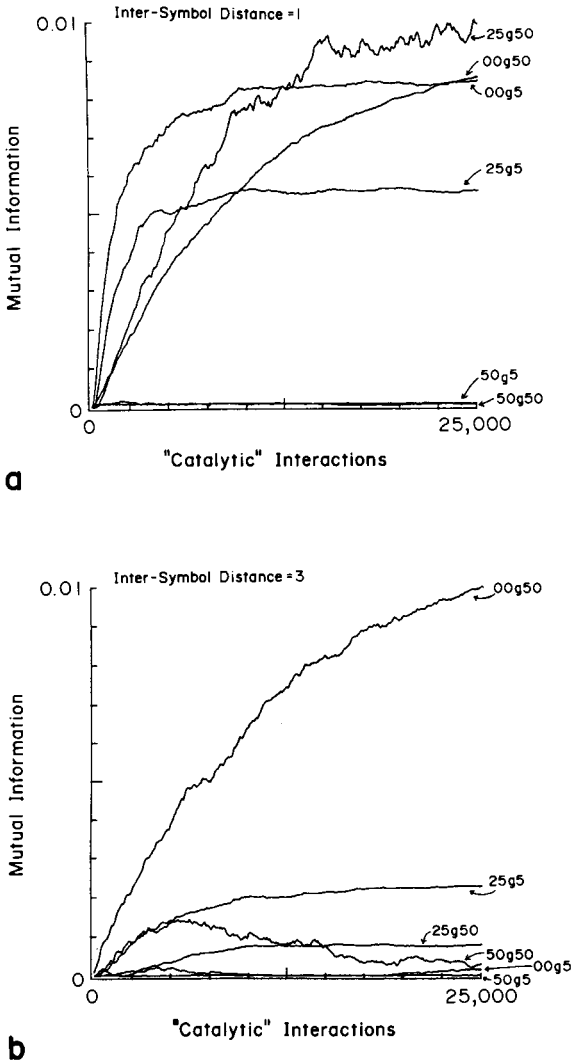 Inter-Symbol Distance = 1
0.01
25g50
00g50
00g5
25g5
Mutual Information
50g5
50g50
0
0
25,000
"Catalytic" Interactions
a
Inter-Symbol Distance = 3
0.01
00g50
Mutual Information
25g5
25g50
50g50
00g5
50g5
0
0
25,000
"Catalytic" Interactions
b